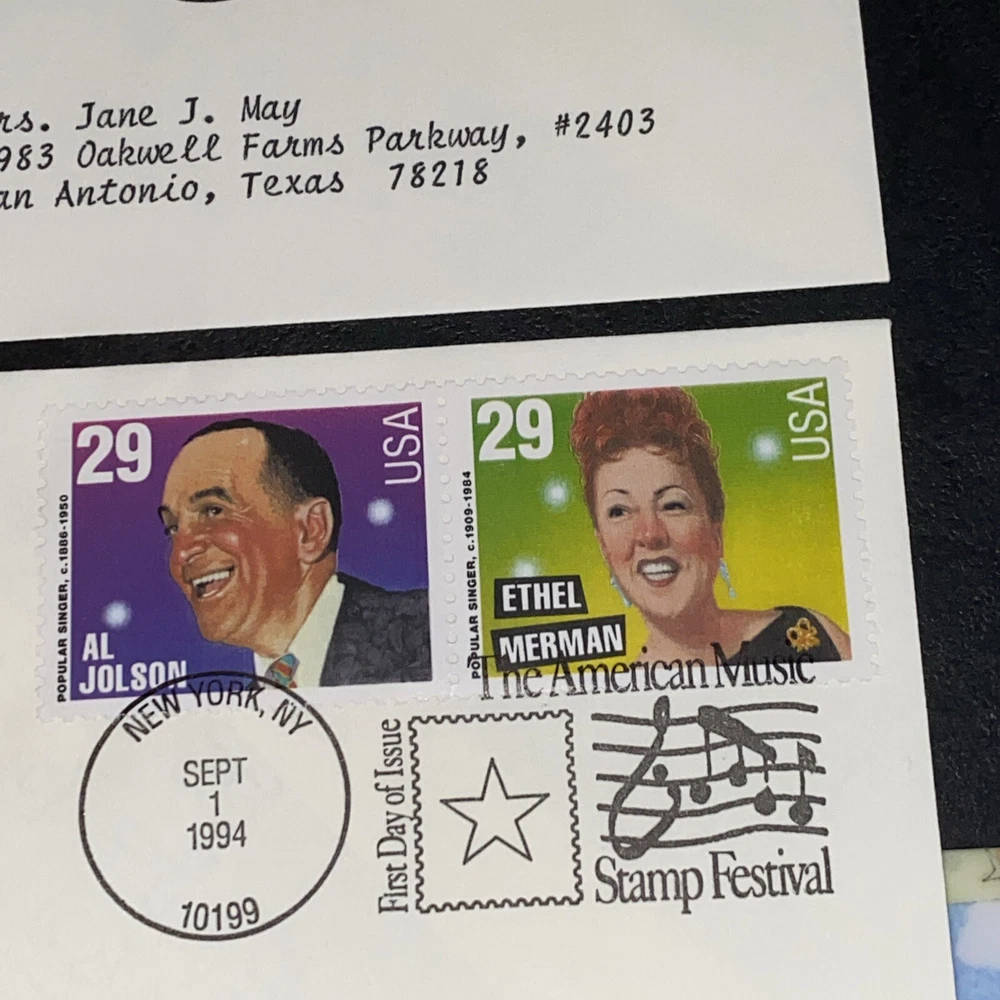 Jane J. May
983 Oakwell Farms Parkway, #2403
Antonio, Texas 78218
29
USA
POPULAR SINGER, c.1886-1950
AL
JOLSON
29
USA
POPULAR SINGER, c.1909-1984
ETHEL
MERMAN
NEW YORK, NY
SEPT
1
1994
10199
First Day of Issue
The American Music
Stamp Festival